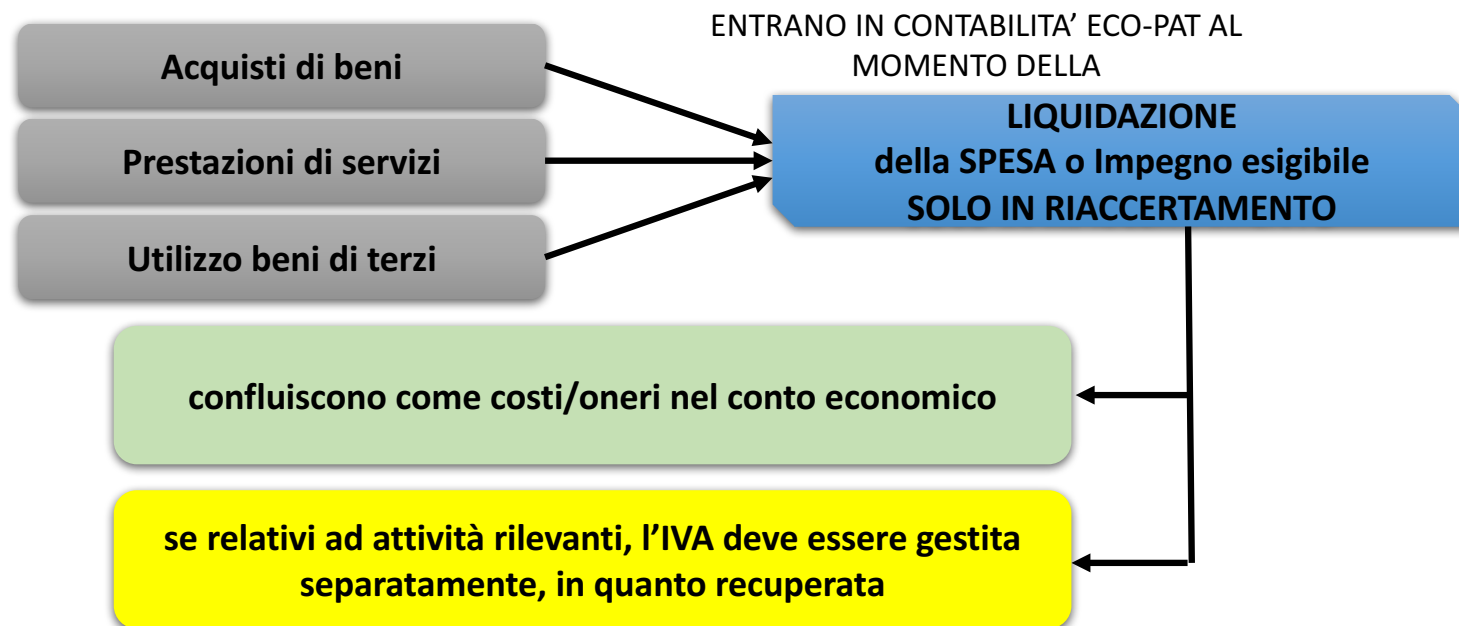 ENTRANO IN CONTABILITA’ ECO-PAT AL
MOMENTO DELLA
Acquisti di beni
Prestazioni di servizi
Utilizzo beni di terzi
LIQUIDAZIONE
della SPESA o Impegno esigibile
SOLO IN RIACCERTAMENTO
confluiscono come costi/oneri nel conto economico
se relativi ad attività rilevanti, l’IVA deve essere gestita
separatamente, in quanto recuperata